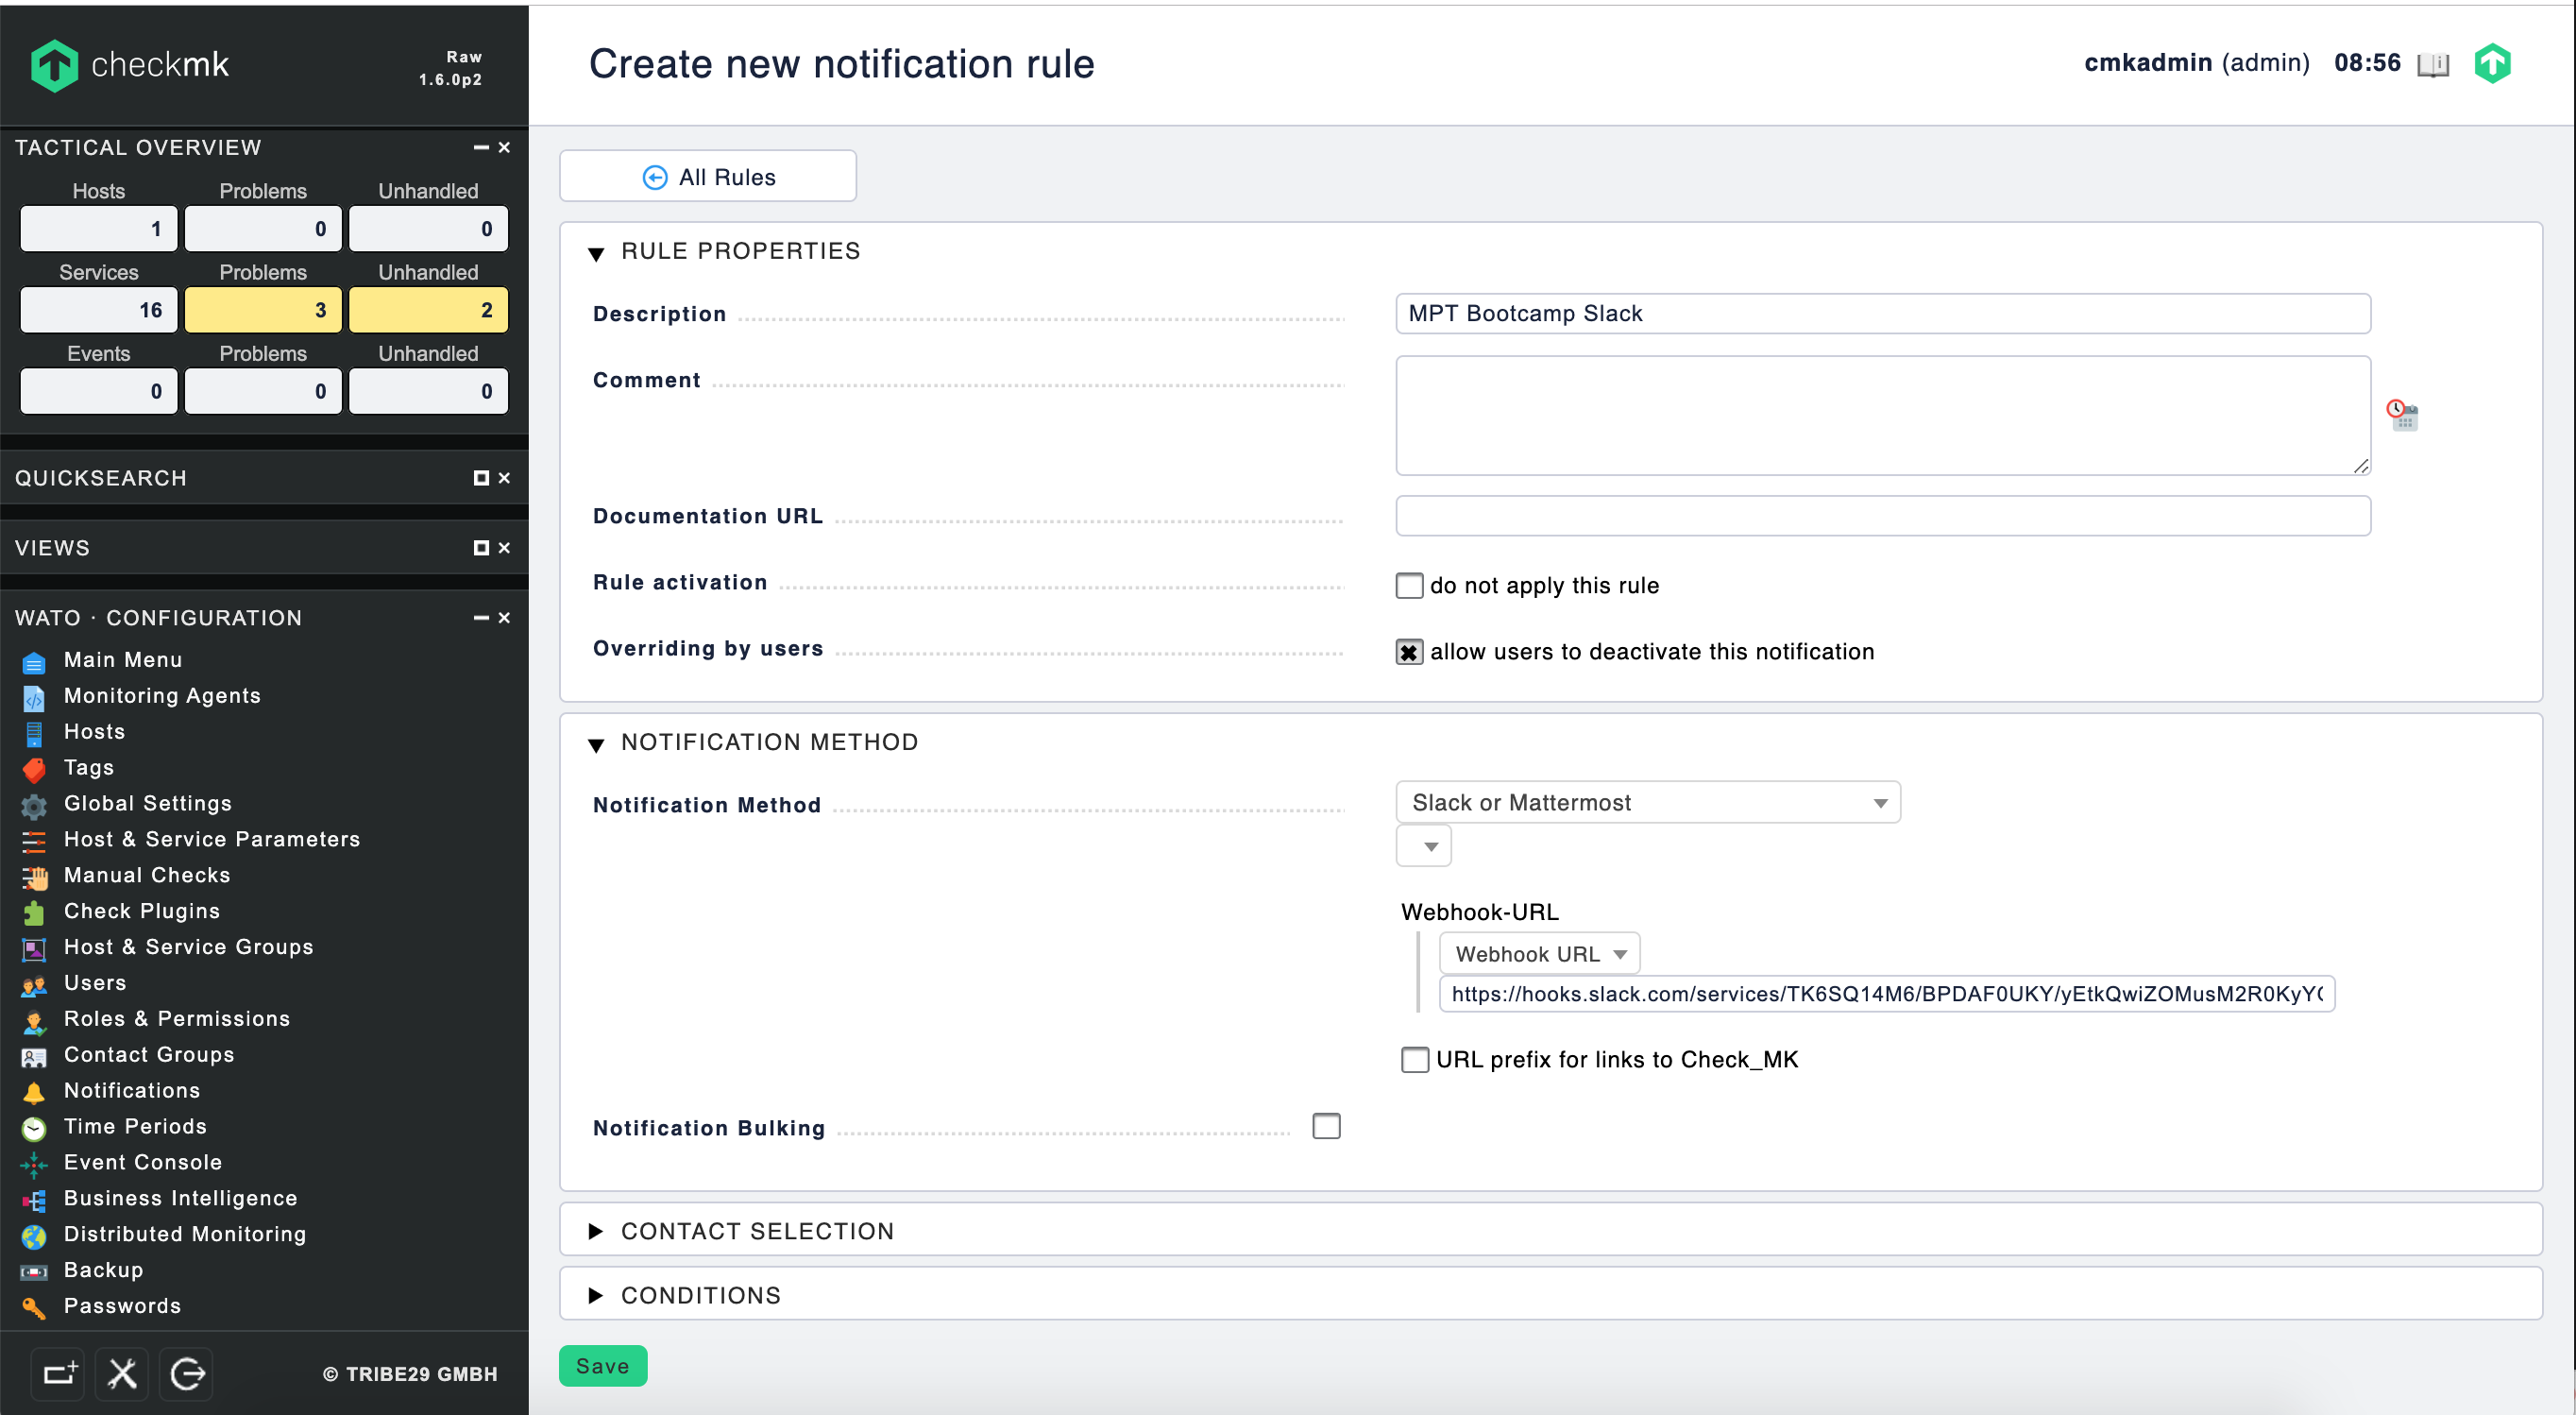 checkmk
Raw
1.6.0p2
Create new notification rule
cmkadmin (admin) 08:56
TACTICAL OVERVIEW
Hosts Problems Unhandled
1 0 0
Services Problems Unhandled
16 3 2
Events Problems Unhandled
0 0 0
QUICKSEARCH
VIEWS
WATO · CONFIGURATION
Main Menu
Monitoring Agents
Hosts
Tags
Global Settings
Host & Service Parameters
Manual Checks
Check Plugins
Host & Service Groups
Users
Roles & Permissions
Contact Groups
Notifications
Time Periods
Event Console
Business Intelligence
Distributed Monitoring
Backup
Passwords
© TRIBE29 GMBH
All Rules
RULE PROPERTIES
Description MPT Bootcamp Slack
Comment
Documentation URL
Rule activation do not apply this rule
Overriding by users allow users to deactivate this notification
NOTIFICATION METHOD
Notification Method Slack or Mattermost
Webhook-URL
Webhook URL
https://hooks.slack.com/services/TK6SQ14M6/BPDAF0UKY/yEtkQwiZOMusM2R0KyY
URL prefix for links to Check_MK
Notification Bulking
CONTACT SELECTION
CONDITIONS
Save